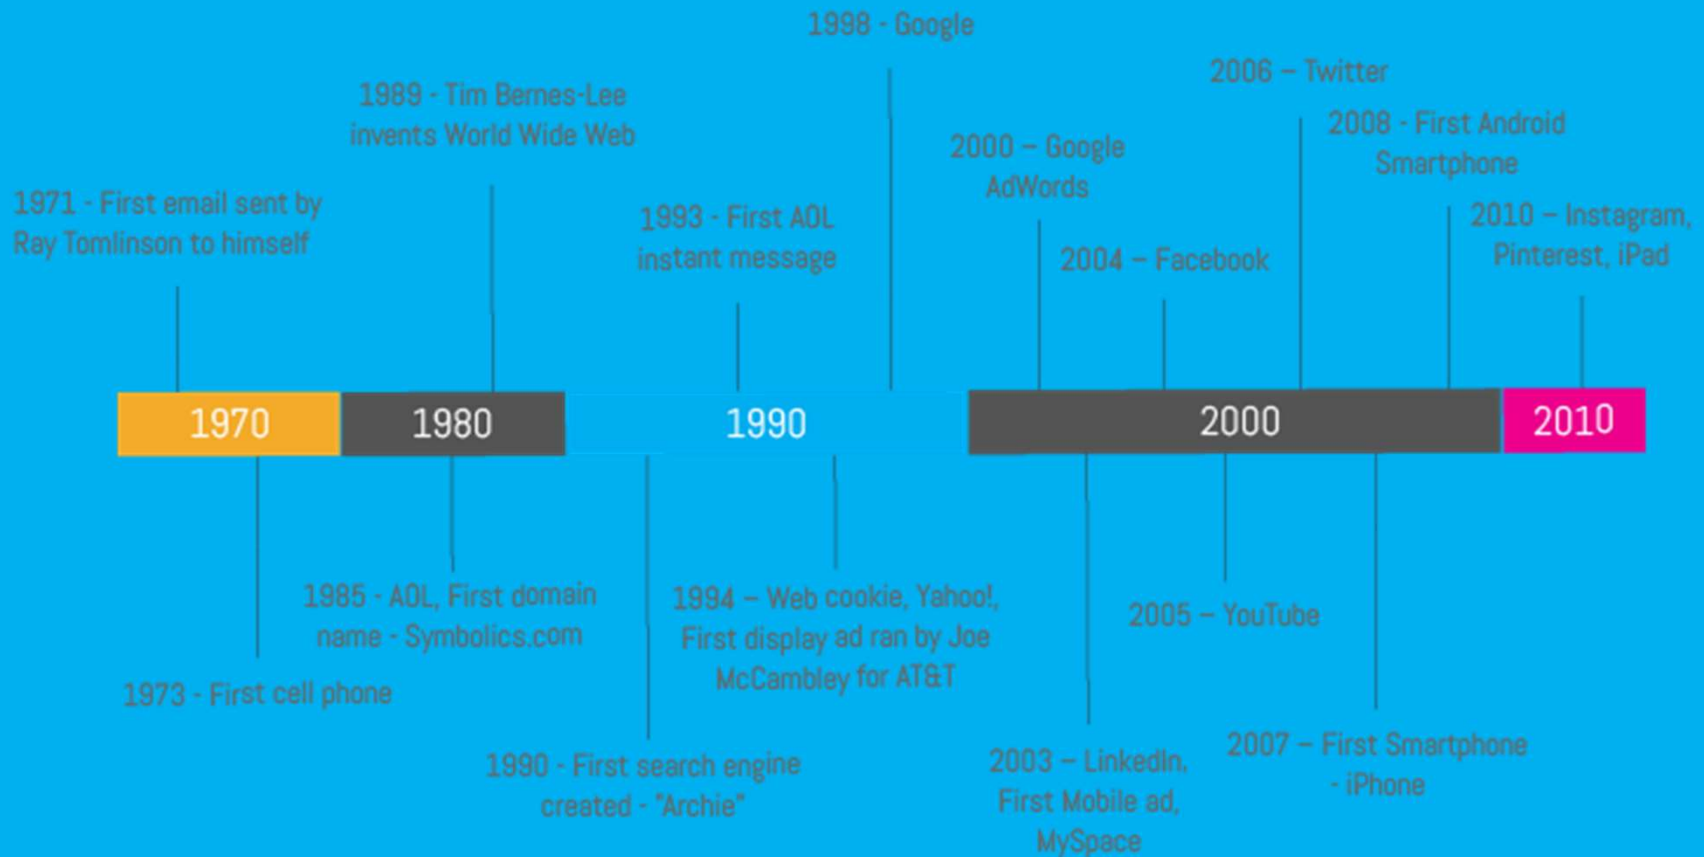 1998 - Google
2006 – Twitter
1989 - Tim Bernes-Lee
invents World Wide Web
2008 - First Android
Smartphone
2000 – Google
AdWords
1971 - First email sent by
Ray Tomlinson to himself
1993 - First AOL
instant message
2004 – Facebook
2010 – Instagram,
Pinterest, iPad
1970
1980
1990
2000
2010
1985 - AOL, First domain
name - Symbolics.com
1994 – Web cookie, Yahoo!,
First display ad ran by Joe
McCambley for AT&T
2005 – YouTube
1973 - First cell phone
1990 - First search engine
created - "Archie"
2003 – LinkedIn,
First Mobile ad,
MySpace
2007 – First Smartphone
- iPhone